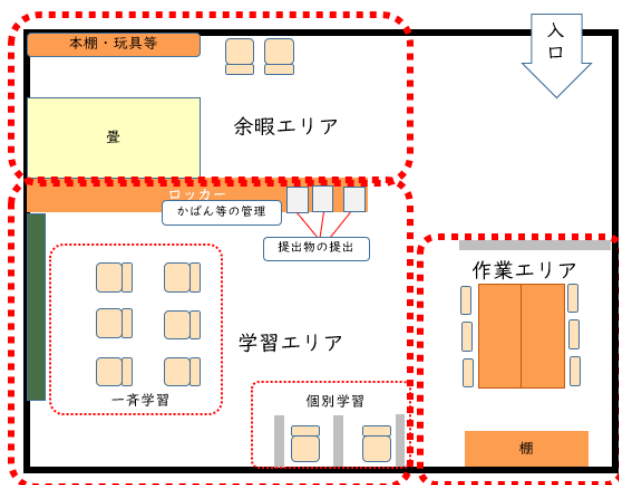 本棚・玩具等
入口
余暇エリア
畳
ロッカー
かばん等の管理
提出物の提出
作業エリア
学習エリア
一斉学習
個別学習
棚